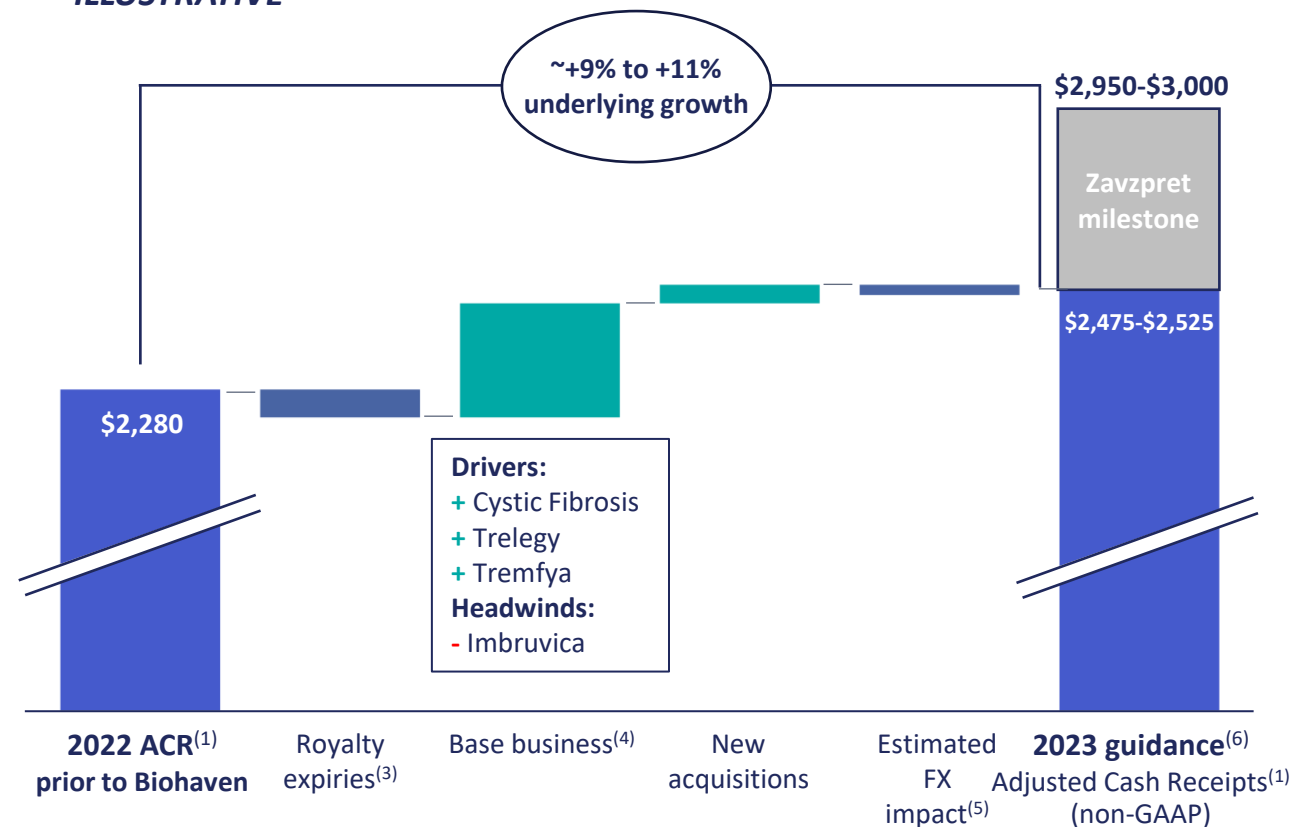 ILLUSTRATIVE
~+9% to +11%
underlying growth
$2,950-$3,000
Zavzpret
milestone
$2,475-$2,525
$2,280
Drivers:
+ Cystic Fibrosis
+ Trelegy
+ Tremfya
Headwinds:
- Imbruvica
2022 ACR(1)
prior to Biohaven
Royalty
expiries(3)
Base business(4)
New
acquisitions
Estimated
FX
impact(5)
2023 guidance(6)
Adjusted Cash Receipts(1)
(non-GAAP)